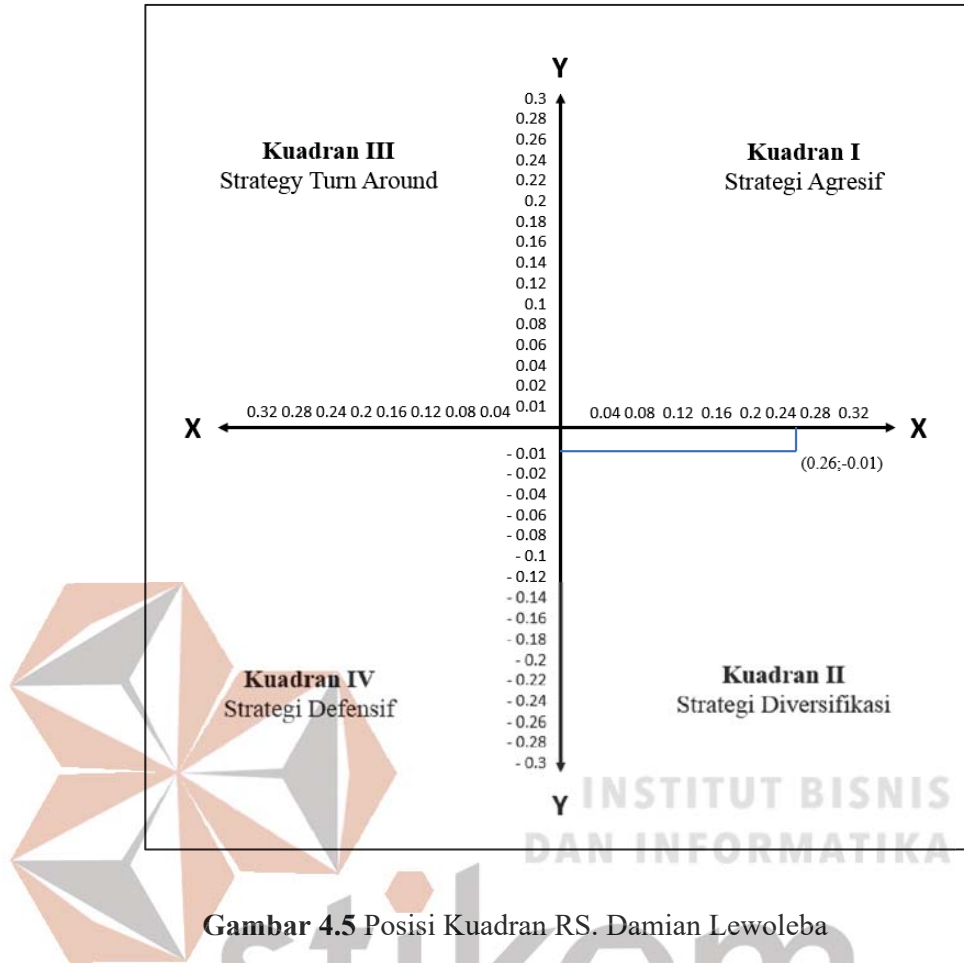 Y
0.3
0.28
0.26
0.24
0.22
0.2
0.18
0.16
0.14
0.12
0.1
0.08
0.06
0.04
0.02
0.01
Kuadran III
Strategy Turn Around
Kuadran I
Strategi Agresif
X
0.32 0.28 0.24 0.2 0.16 0.12 0.08 0.04
0.04 0.08 0.12 0.16 0.2 0.24 0.28 0.32
X
(0.26;-0.01)
- 0.01
- 0.02
- 0.04
- 0.06
- 0.08
- 0.1
- 0.12
- 0.14
- 0.16
- 0.18
- 0.2
- 0.22
- 0.24
- 0.26
- 0.28
- 0.3
Kuadran IV
Strategi Defensif
Kuadran II
Strategi Diversifikasi
Y
INSTITUT BISNIS
DAN INFORMATIKA
Gambar 4.5 Posisi Kuadran RS. Damian Lewoleba
stikom